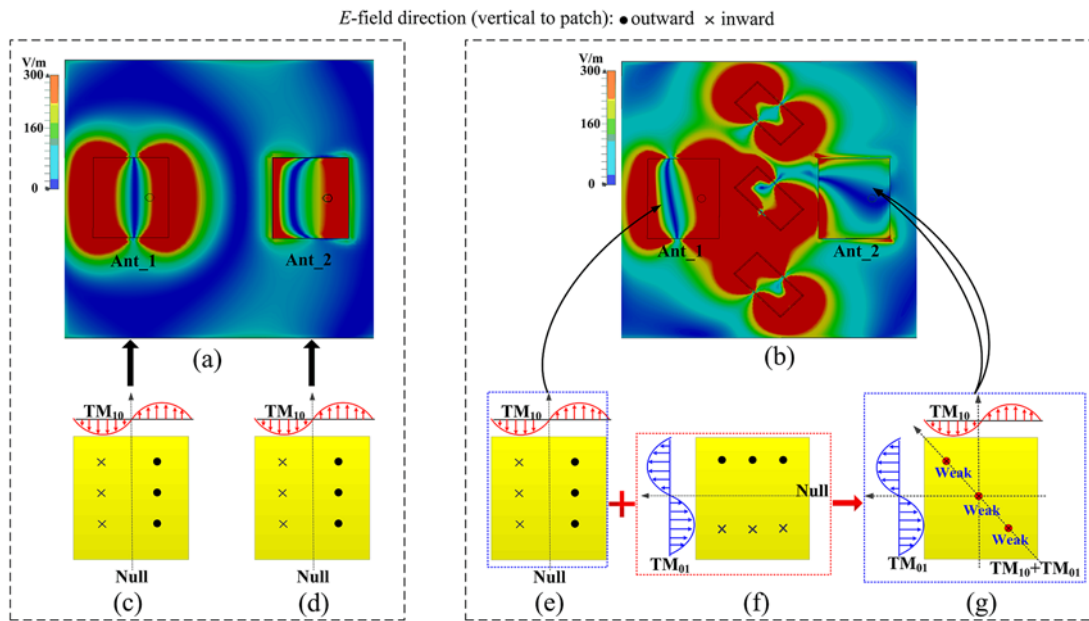 E-field direction (vertical to patch): ● outward × inward
V/m
300
160
0
Ant_1
Ant_2
(a)
V/m
300
160
0
Ant_1
Ant_2
(b)
TM10
Null
(c)
TM10
Null
(d)
TM10
Null
(e)
Null
TM01
(f)
TM10
Weak
Weak
Weak
TM01
TM10+TM01
(g)